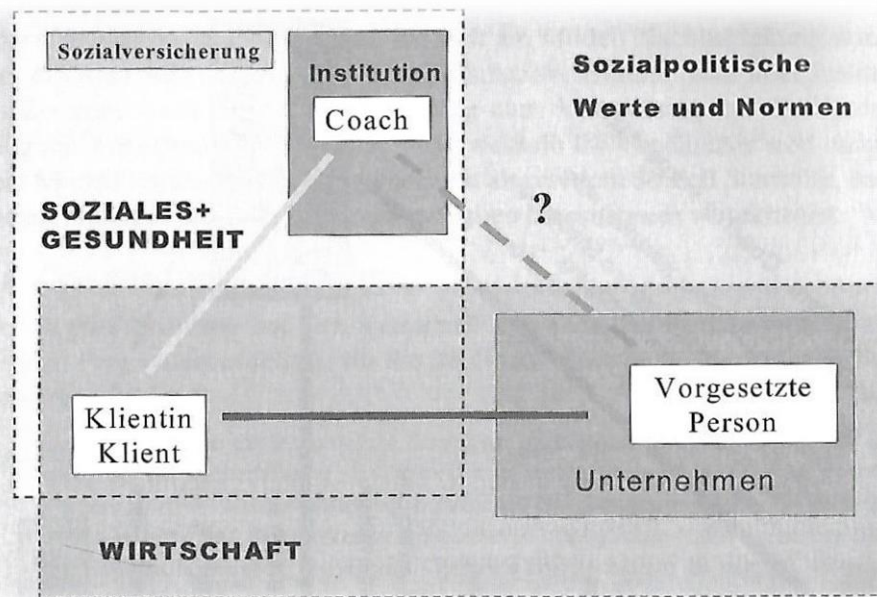 Sozialversicherung
Institution
Coach
Sozialpolitische
Werte und Normen
?
SOZIALES+
GESUNDHEIT
Klientin
Klient
Vorgesetzte
Person
Unternehmen
WIRTSCHAFT